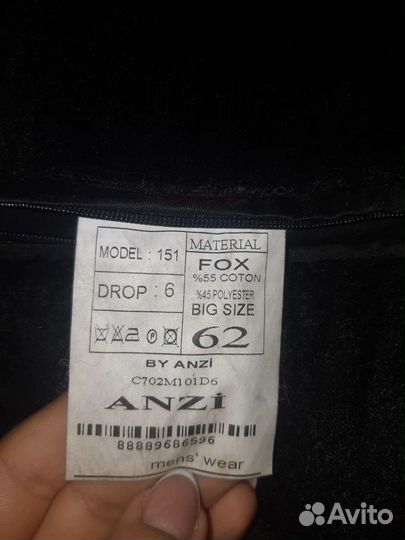 MODEL : 151
DROP : 6
MATERIAL
FOX
%55 COTON
%45 POLYESTER
BIG SIZE
62
BY ANZİ
C702M101D6
ANZİ
88889686596
mens' wear
Avito